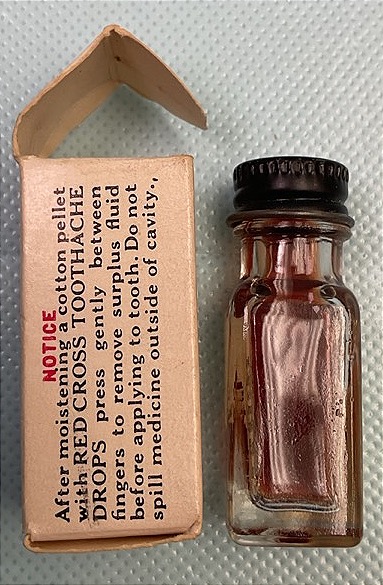 NOTICE
After moistening a cotton pellet
with RED CROSS TOOTHACHE
DROPS press gently between
fingers to remove surplus fluid
before applying to tooth. Do not
spill medicine outside of cavity.,